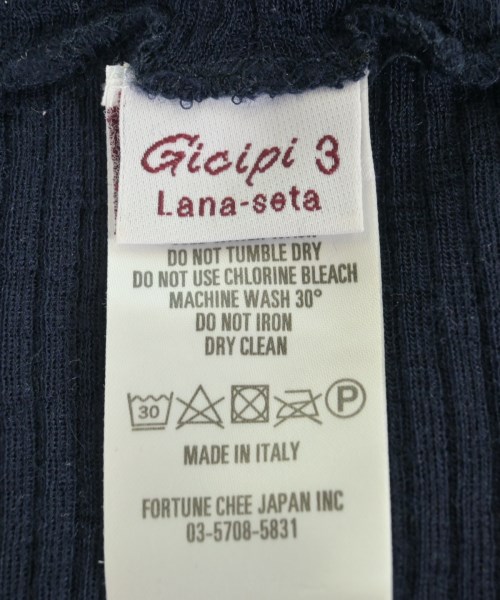 Gicipi 3
Lana-seta
DO NOT TUMBLE DRY
DO NOT USE CHLORINE BLEACH
MACHINE WASH 30°
DO NOT IRON
DRY CLEAN
30
P
MADE IN ITALY
FORTUNE CHEE JAPAN INC
03-5708-5831